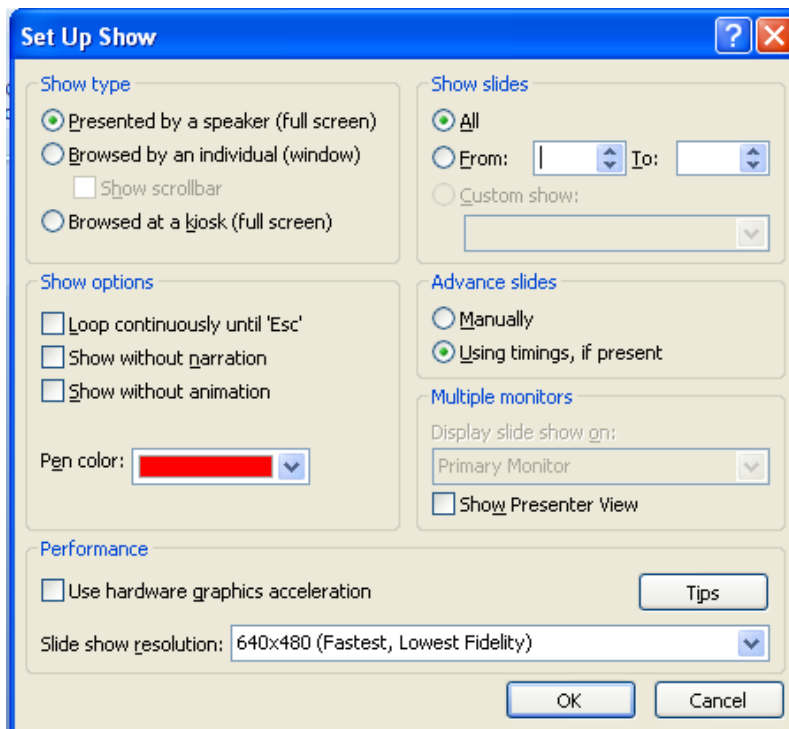 Set Up Show
Show type
Presented by a speaker (full screen)
Browsed by an individual (window)
Show scrollbar
Browsed at a kiosk (full screen)
Show slides
All
From: To:
Custom show:
Show options
Loop continuously until 'Esc'
Show without narration
Show without animation
Pen color:
Advance slides
Manually
Using timings, if present
Multiple monitors
Display slide show on:
Primary Monitor
Show Presenter View
Performance
Use hardware graphics acceleration
Tips
Slide show resolution: 640x480 (Fastest, Lowest Fidelity)
OK Cancel